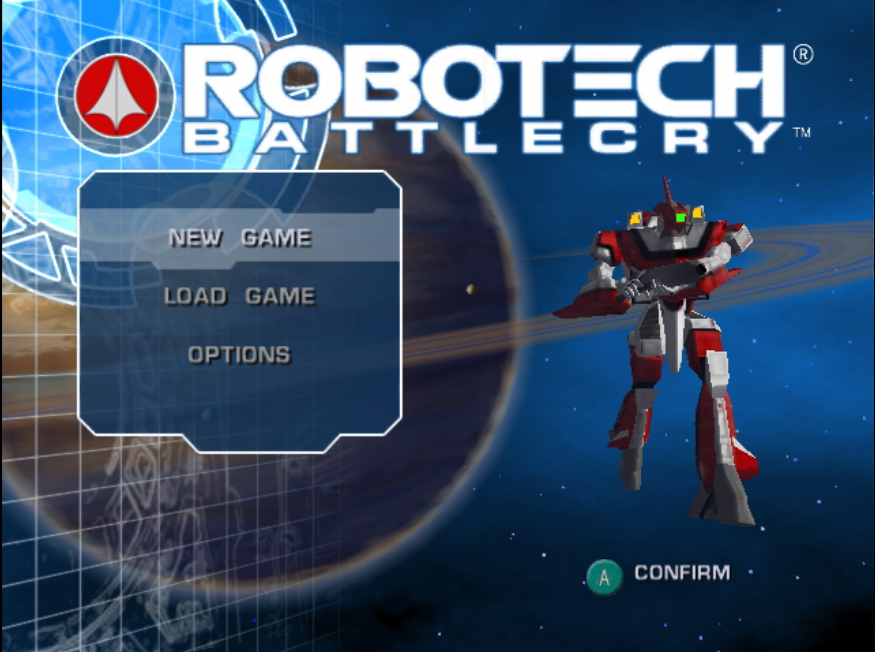 ROBOTECH®
BATTLECRY™
NEW GAME
LOAD GAME
OPTIONS
A CONFIRM